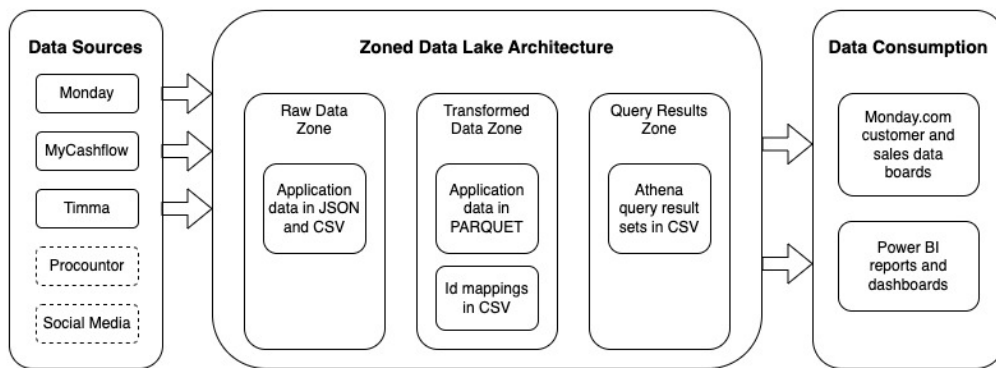 Data Sources
Monday
MyCashflow
Timma
Procountor
Social Media
Zoned Data Lake Architecture
Raw Data
Zone
Application
data in JSON
and CSV
Transformed
Data Zone
Application
data in
PARQUET
Id mappings
in CSV
Query Results
Zone
Athena
query result
sets in CSV
Data Consumption
Monday.com
customer and
sales data
boards
Power BI
reports and
dashboards